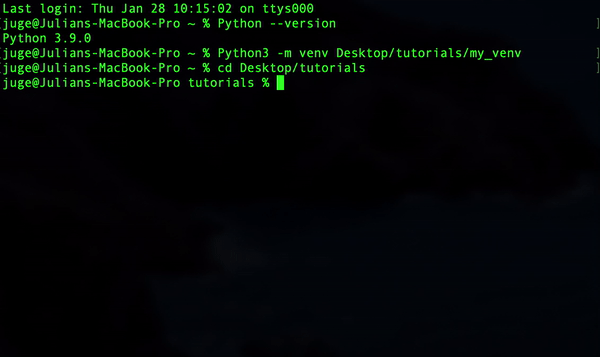 Last login: Thu Jan 28 10:15:02 on ttys000
[juge@Julians-MacBook-Pro ~ % Python --version ]
Python 3.9.0
[juge@Julians-MacBook-Pro ~ % Python3 -m venv Desktop/tutorials/my_venv ]
[juge@Julians-MacBook-Pro ~ % cd Desktop/tutorials ]
juge@Julians-MacBook-Pro tutorials %